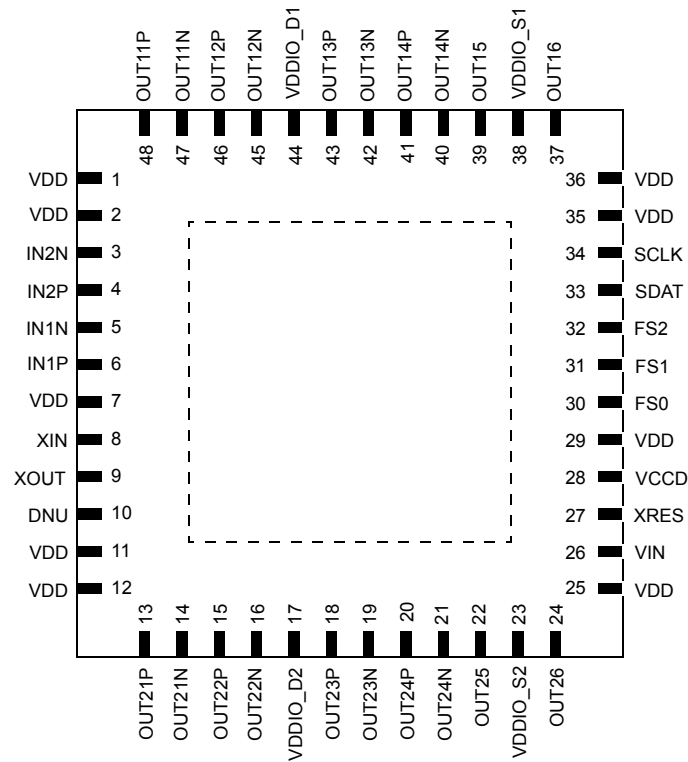 OUT11P
OUT11N
OUT12P
OUT12N
VDDIO_D1
OUT13P
OUT13N
OUT14P
OUT14N
OUT15
VDDIO_S1
OUT16
48
47
46
45
44
43
42
41
40
39
38
37
VDD 1
VDD 2
IN2N 3
IN2P 4
IN1N 5
IN1P 6
VDD 7
XIN 8
XOUT 9
DNU 10
VDD 11
VDD 12
36 VDD
35 VDD
34 SCLK
33 SDAT
32 FS2
31 FS1
30 FS0
29 VDD
28 VCCD
27 XRES
26 VIN
25 VDD
13
14
15
16
17
18
19
20
21
22
23
24
OUT21P
OUT21N
OUT22P
OUT22N
VDDIO_D2
OUT23P
OUT23N
OUT24P
OUT24N
OUT25
VDDIO_S2
OUT26